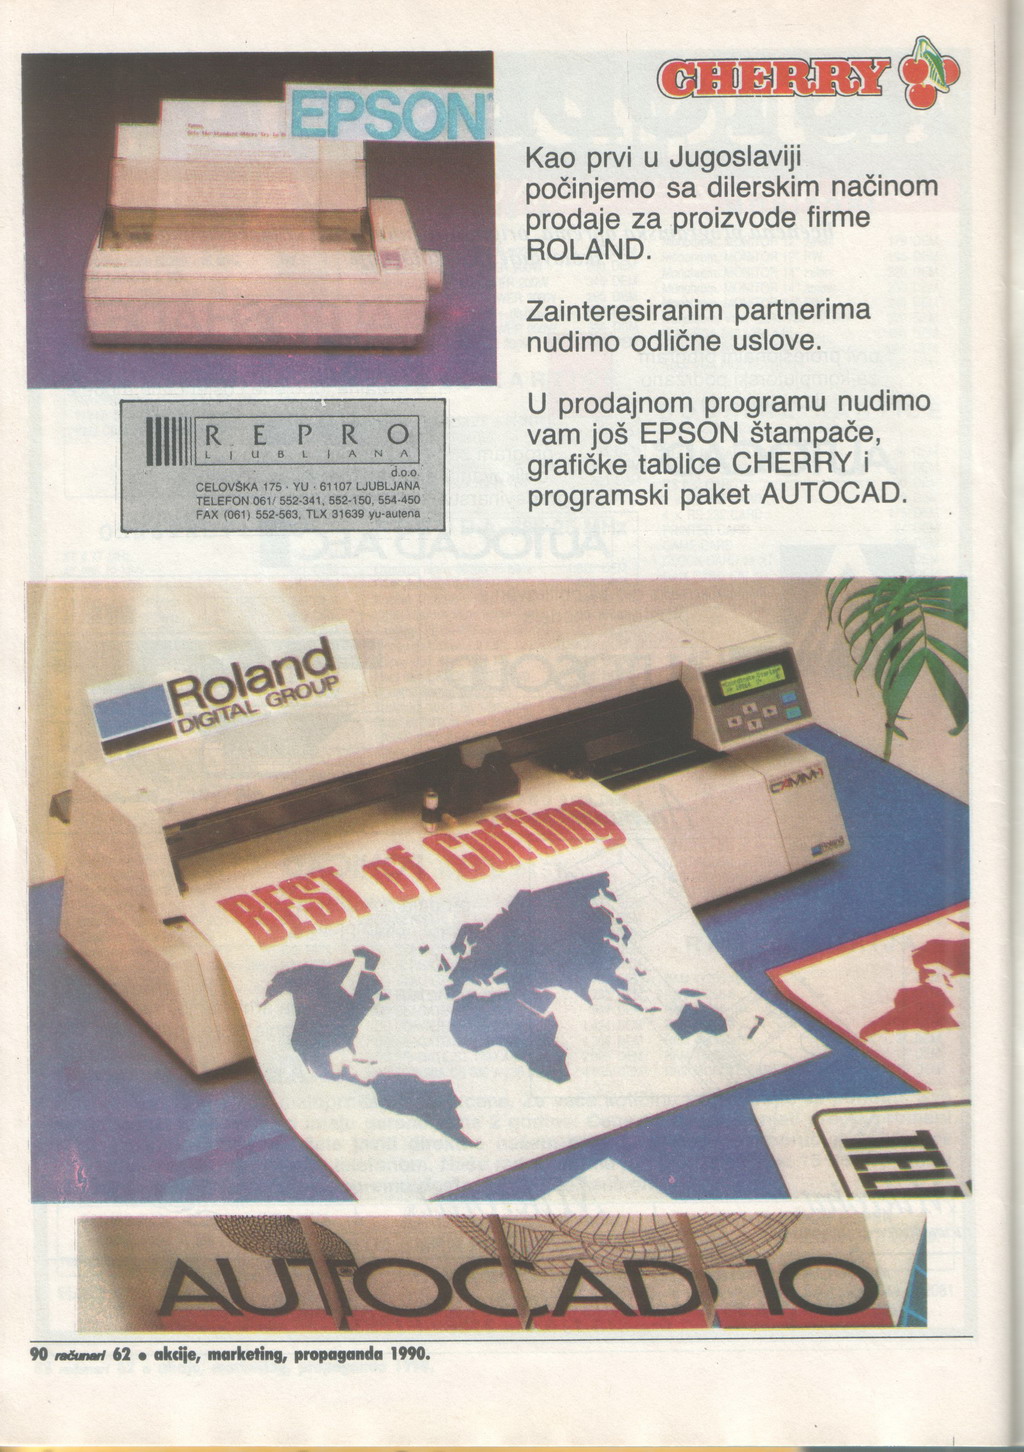 CHERRY
EPSON
Kao prvi u Jugoslaviji
počinjemo sa dilerskim načinom
prodaje za proizvode firme
ROLAND.
Zainteresiranim partnerima
nudimo odlične uslove.
U prodajnom programu nudimo
vam još EPSON štampače,
grafičke tablice CHERRY i
programski paket AUTOCAD.
REPRO
LJUBLJANA
d.o.o.
CELOVŠKA 175 · YU · 61107 LJUBLJANA
TELEFON 061/ 552-341, 552-150, 554-450
FAX (061) 552-563, TLX 31639 yu-autena
Roland
DIGITAL GROUP
CAMM-1
Roland
BEST of Cutting
TELE
AUTOCAD 10
90 računari 62 • akcije, marketing, propaganda 1990.